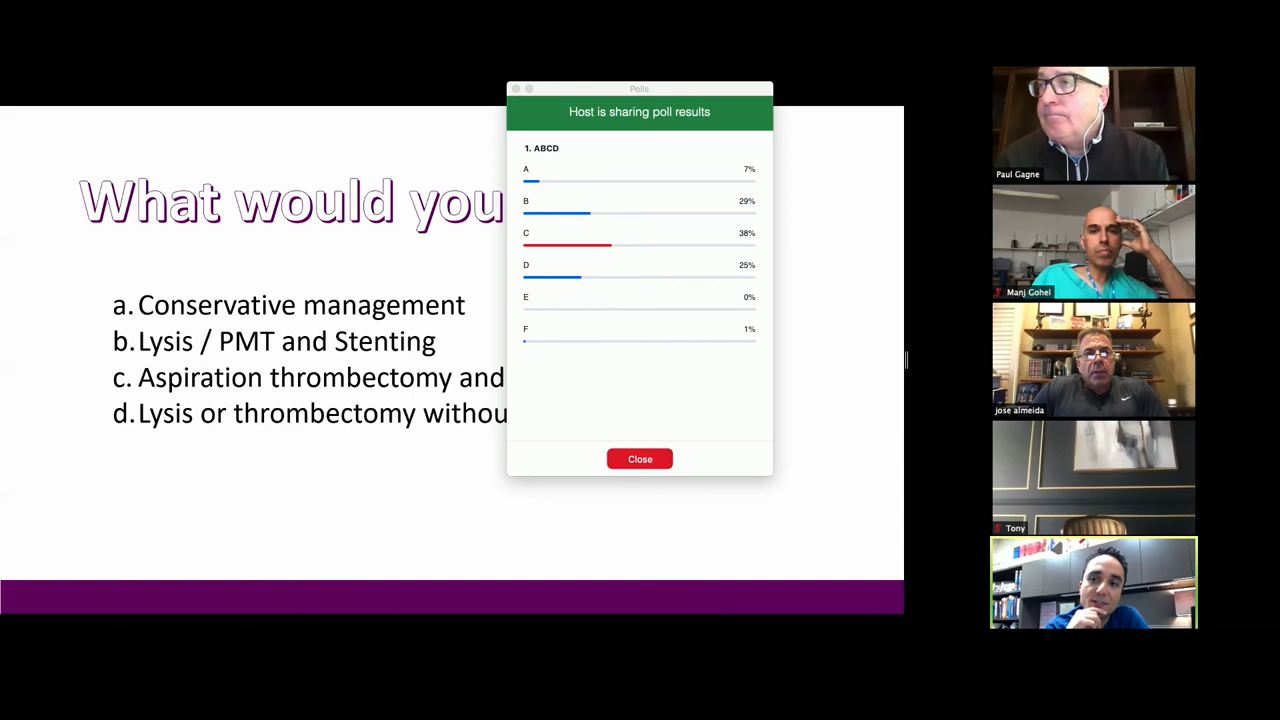 Polls
Host is sharing poll results
1. ABCD
A 7%
B 29%
C 38%
D 25%
E 0%
F 1%
Close
What would you
a. Conservative management
b. Lysis / PMT and Stenting
c. Aspiration thrombectomy and
d. Lysis or thrombectomy withou
Paul Gagne
Manj Gohel
jose almeida
Tony